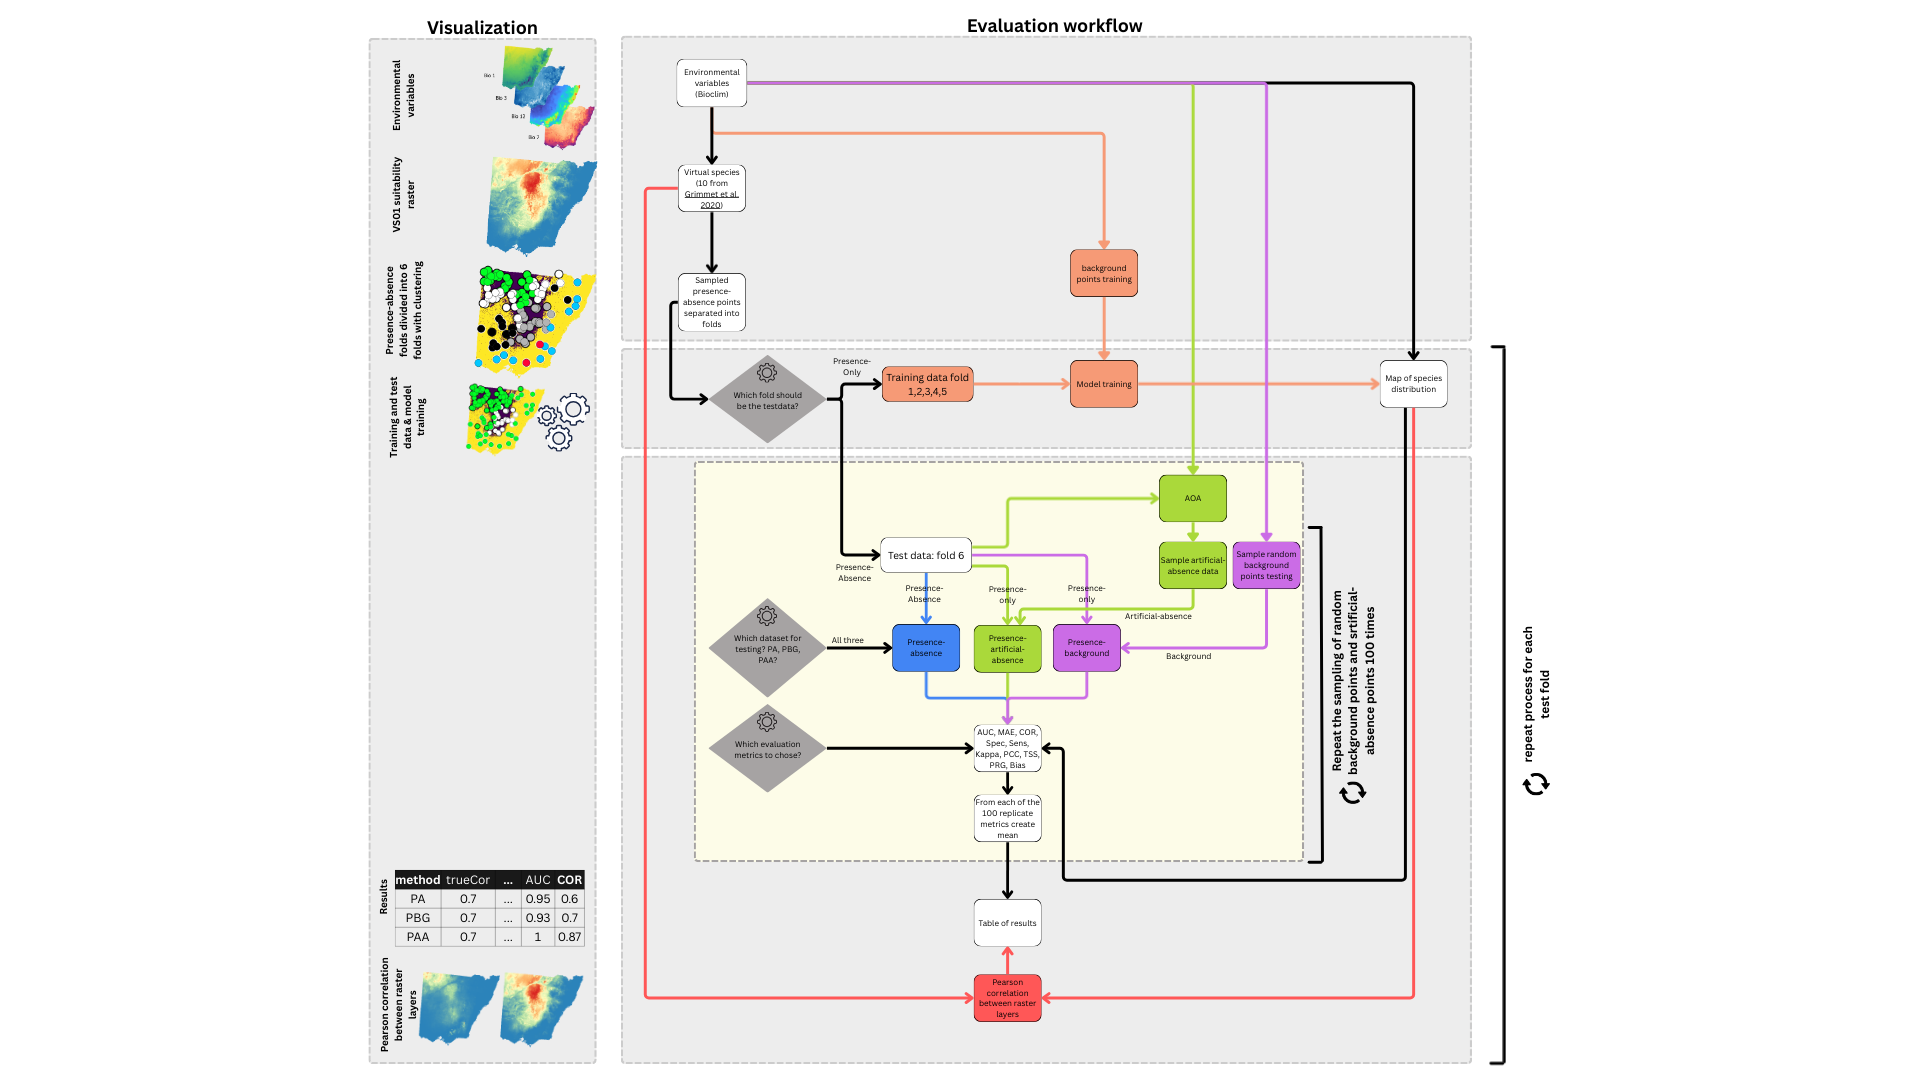 Visualization
Environmental
variables
Bio 1
Bio 3
Bio 12
Bio 7
VS01 suitability
raster
Presence-absence
folds divided into 6
folds with clustering
Training and test
data & model
training
Results
method trueCor ... AUC COR
PA 0.7 ... 0.95 0.6
PBG 0.7 ... 0.93 0.7
PAA 0.7 ... 1 0.87
Pearson correlation
between raster
layers
Evaluation workflow
Environmental
variables
(Bioclim)
Virtual species
(10 from
Grimmet et al.
2020)
Sampled
presence-
absence points
separated into
folds
background
points training
Which fold should
be the testdata?
Presence-
Only
Training data fold
1,2,3,4,5
Model training
Map of species
distribution
AOA
Presence-
Absence
Test data: fold 6
Sample artificial-
absence data
Sample random
background
points testing
Presence-
Absence
Presence-
only
Presence-
only
Artificial-absence
Which dataset for
testing? PA, PBG,
PAA?
All three
Presence-
absence
Presence-
artificial-
absence
Presence-
background
Background
Which evaluation
metrics to chose?
AUC, MAE, COR,
Spec, Sens,
Kappa, PCC, TSS,
PRG, Bias
From each of the
100 replicate
metrics create
mean
Table of results
Pearson
correlation
between raster
layers
Repeat the sampling of random
background points and srtificial-
absence points 100 times
repeat process for each
test fold